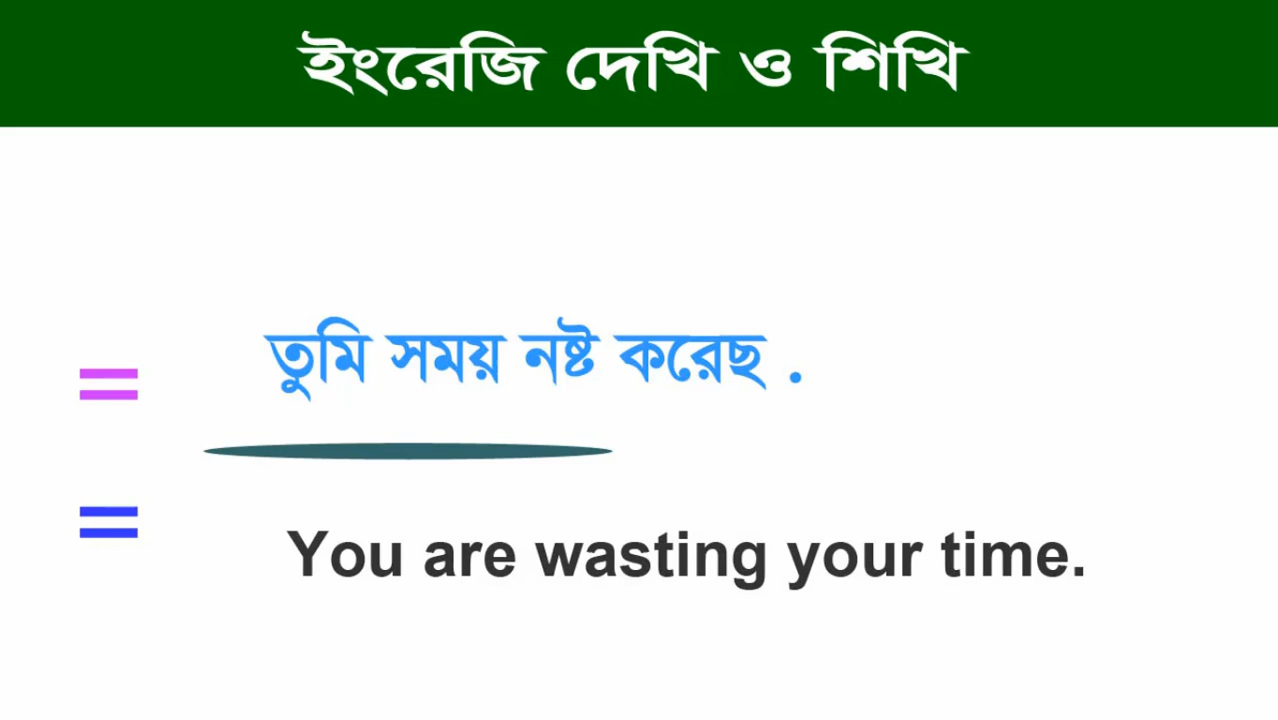 ইংরেজি দেখি ও শিখি
= তুমি সময় নষ্ট করেছ .
= You are wasting your time.